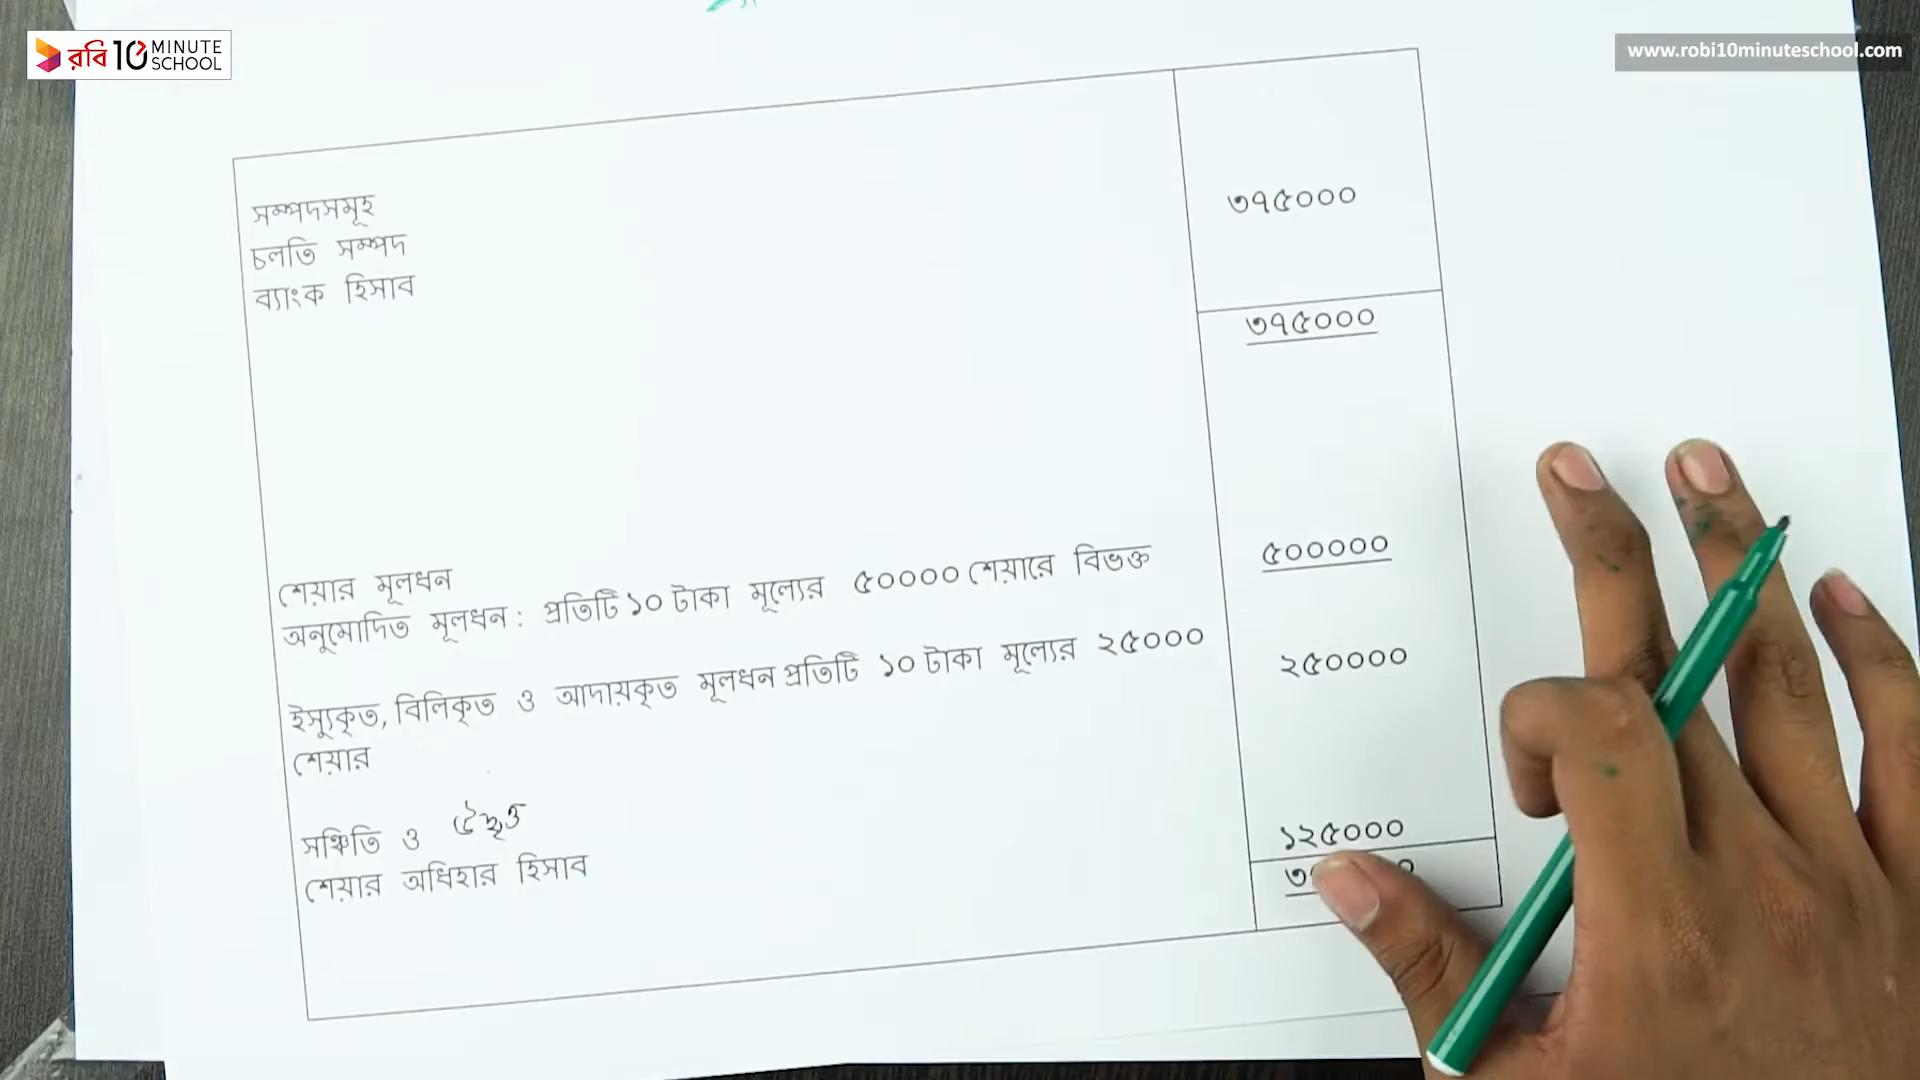 রবি 10 MINUTE SCHOOL
www.robi10minuteschool.com
সম্পদসমূহ ৩৭৫০০০
চলতি সম্পদ
ব্যাংক হিসাব
৩৭৫০০০
শেয়ার মূলধন
অনুমোদিত মূলধন : প্রতিটি ১০ টাকা মূল্যের ৫০০০০ শেয়ারে বিভক্ত ৫০০০০০
ইস্যুকৃত, বিলিকৃত ও আদায়কৃত মূলধন প্রতিটি ১০ টাকা মূল্যের ২৫০০০ ২৫০০০০
শেয়ার
সঞ্চিতি ও
শেয়ার অধিহার হিসাব ১২৫০০০